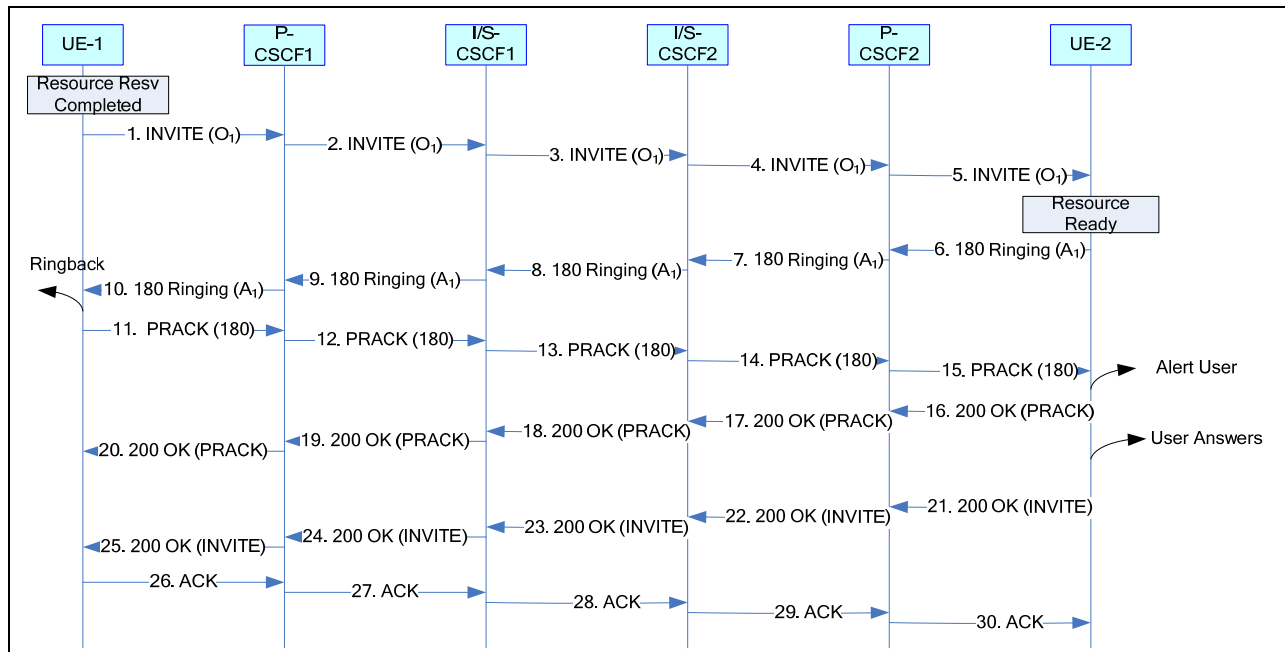 UE-1
P-
CSCF1
I/S-
CSCF1
I/S-
CSCF2
P-
CSCF2
UE-2
Resource Resv
Completed
1. INVITE (O₁)
2. INVITE (O₁)
3. INVITE (O₁)
4. INVITE (O₁)
5. INVITE (O₁)
Resource
Ready
6. 180 Ringing (A₁)
7. 180 Ringing (A₁)
8. 180 Ringing (A₁)
9. 180 Ringing (A₁)
Ringback
10. 180 Ringing (A₁)
11. PRACK (180)
12. PRACK (180)
13. PRACK (180)
14. PRACK (180)
15. PRACK (180)
Alert User
16. 200 OK (PRACK)
17. 200 OK (PRACK)
18. 200 OK (PRACK)
19. 200 OK (PRACK)
20. 200 OK (PRACK)
User Answers
21. 200 OK (INVITE)
22. 200 OK (INVITE)
23. 200 OK (INVITE)
24. 200 OK (INVITE)
25. 200 OK (INVITE)
26. ACK
27. ACK
28. ACK
29. ACK
30. ACK